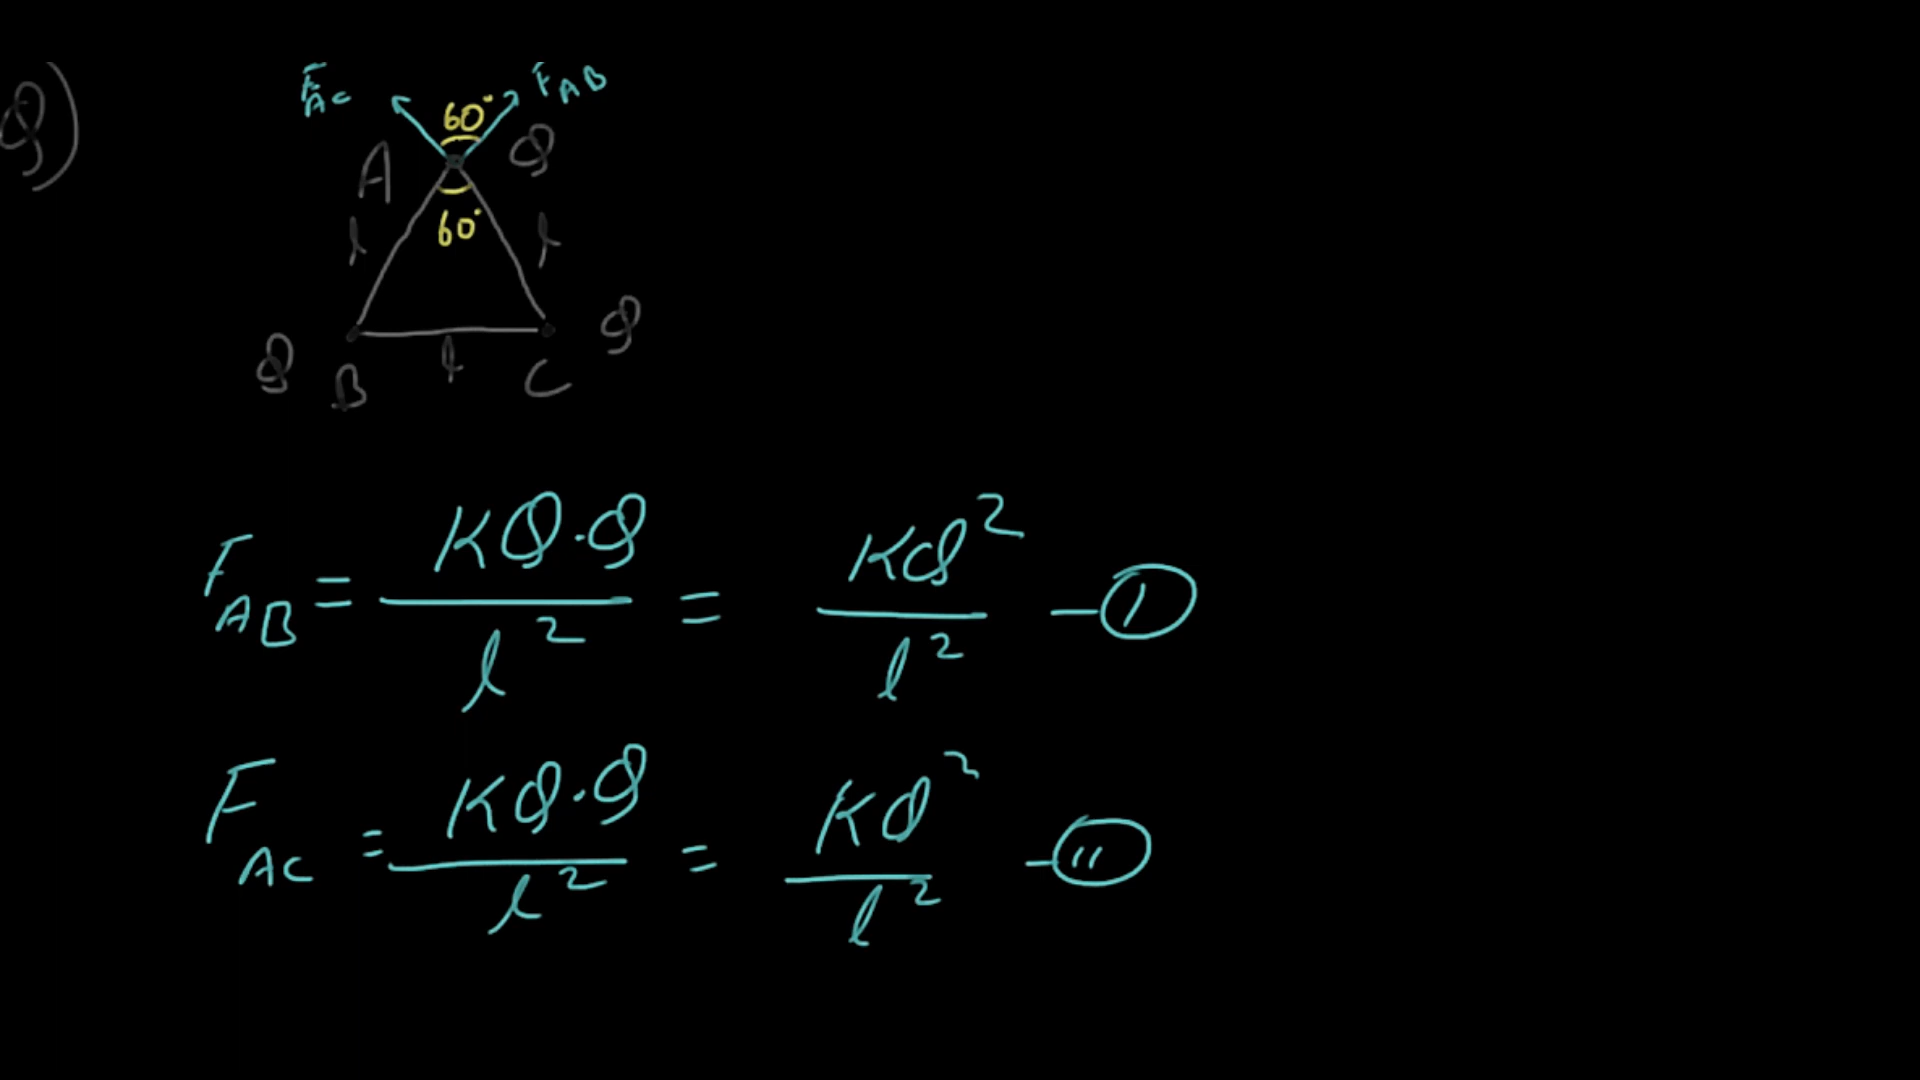 Q)
F_AC 60° F_AB
A Q
l 60° l
Q B l C Q
F_AB = KQ·Q / l² = KQ² / l² — (I)
F_AC = KQ·Q / l² = KQ² / l² — (II)